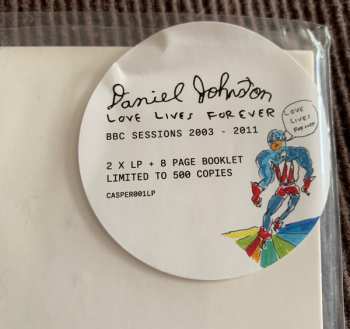 Daniel Johnston
LOVE LIVES FOREVER
BBC SESSIONS 2003 - 2011
LOVE
LIVES
FOREVER
2 X LP + 8 PAGE BOOKLET
LIMITED TO 500 COPIES
CASPER001LP